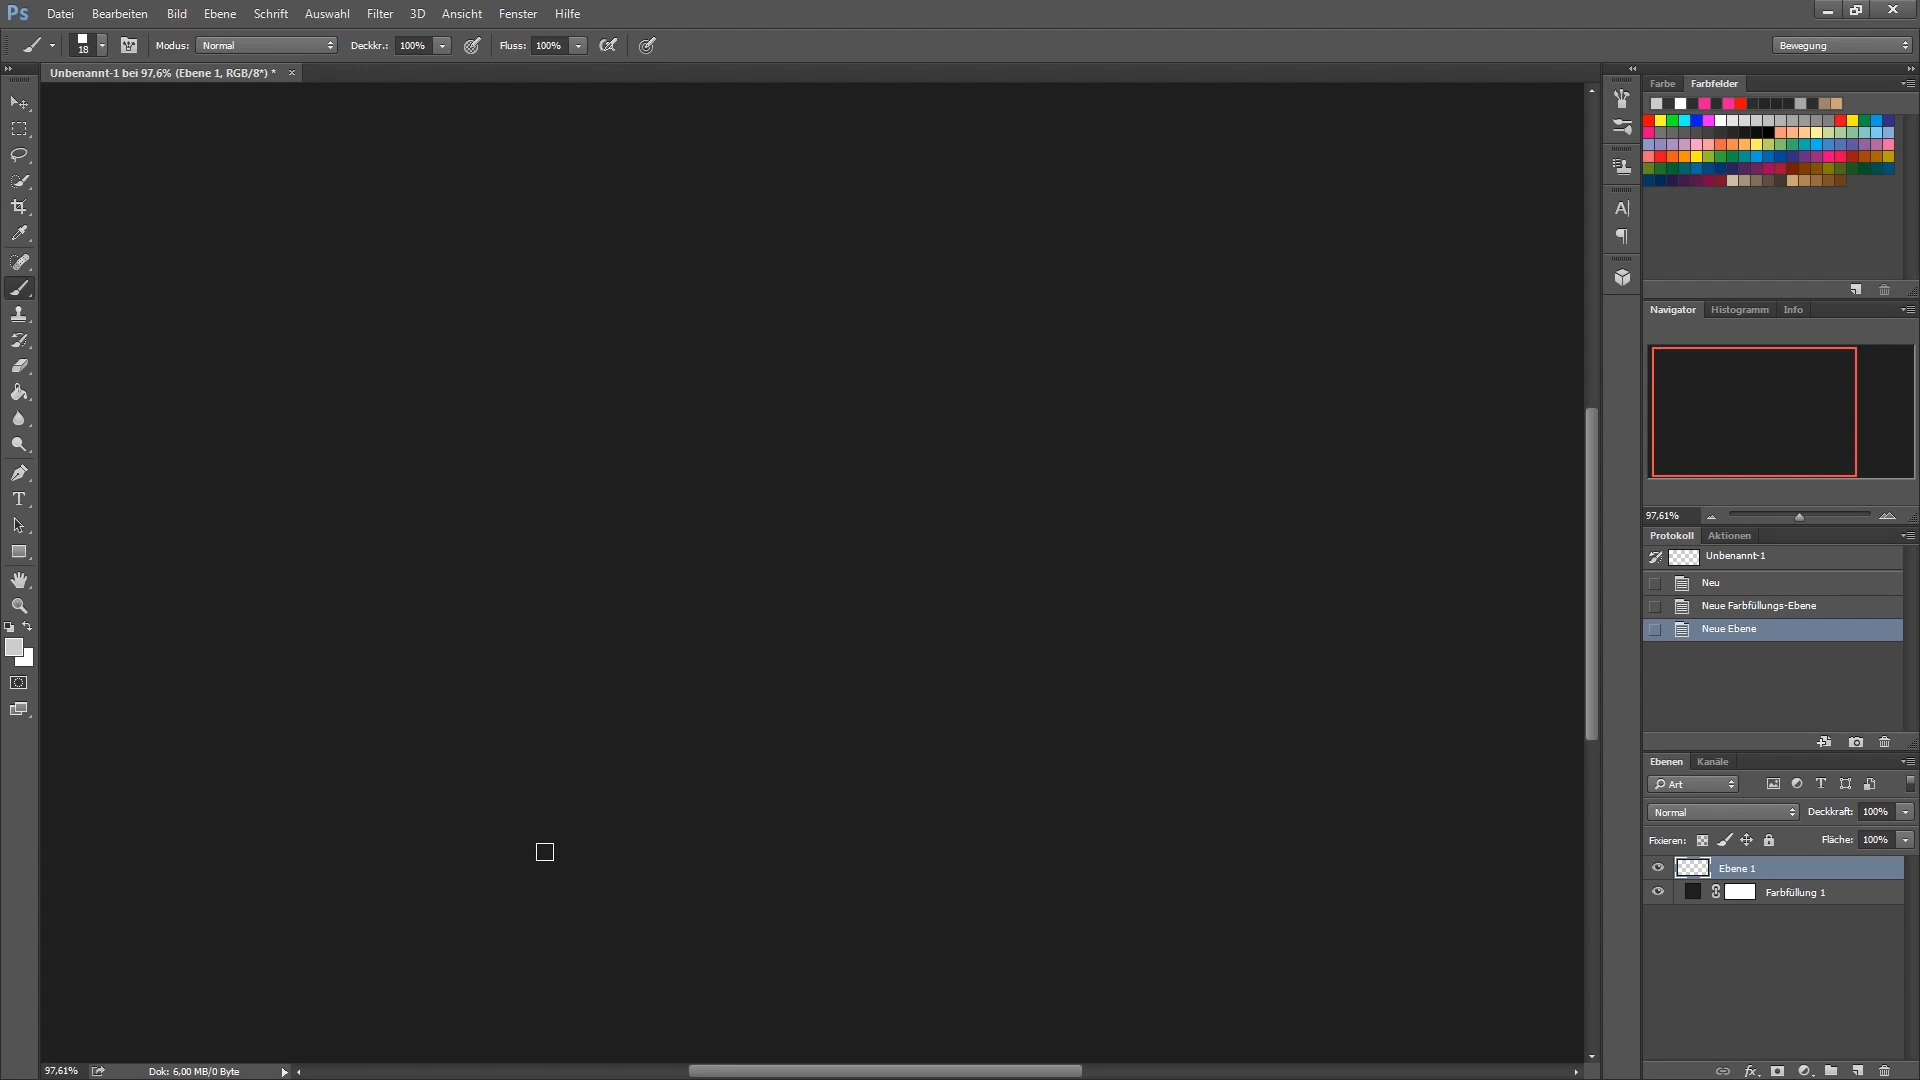 Ps Datei Bearbeiten Bild Ebene Schrift Auswahl Filter 3D Ansicht Fenster Hilfe
18 Modus: Normal Deckkr.: 100% Fluss: 100% Bewegung
Unbenannt-1 bei 97,6% (Ebene 1, RGB/8*) * ×
Farbe Farbfelder
Navigator Histogramm Info
97,61%
Protokoll Aktionen
Unbenannt-1
Neu
Neue Farbfüllungs-Ebene
Neue Ebene
Ebenen Kanäle
Art
Normal Deckkraft: 100%
Fixieren: Fläche: 100%
Ebene 1
Farbfüllung 1
97,61% Dok: 6,00 MB/0 Byte